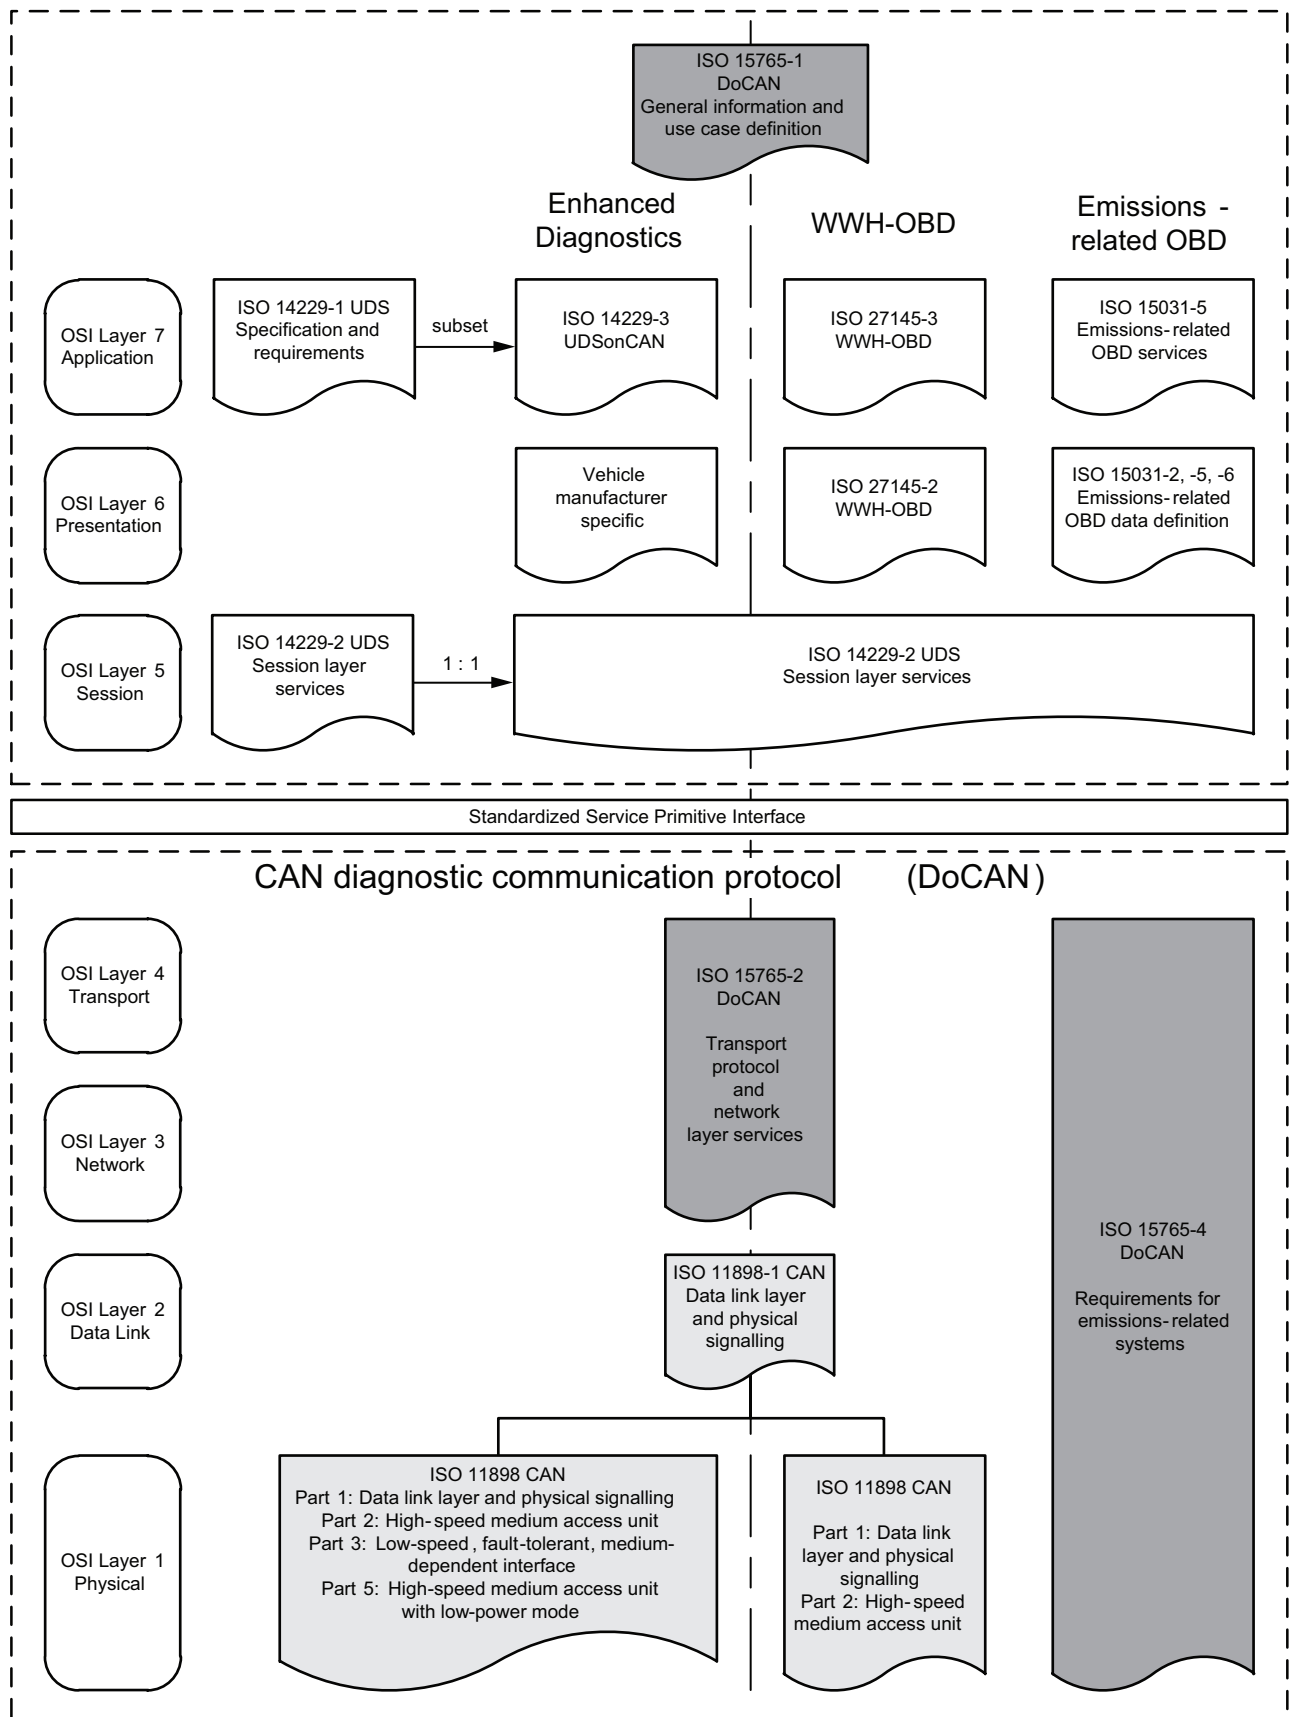 ISO 15765-1
DoCAN
General information and
use case definition
Enhanced
Diagnostics
WWH-OBD
Emissions -
related OBD
OSI Layer 7
Application
ISO 14229-1 UDS
Specification and
requirements
subset
ISO 14229-3
UDSonCAN
ISO 27145-3
WWH-OBD
ISO 15031-5
Emissions-related
OBD services
OSI Layer 6
Presentation
Vehicle
manufacturer
specific
ISO 27145-2
WWH-OBD
ISO 15031-2, -5, -6
Emissions-related
OBD data definition
OSI Layer 5
Session
ISO 14229-2 UDS
Session layer
services
1 : 1
ISO 14229-2 UDS
Session layer services
Standardized Service Primitive Interface
CAN diagnostic communication protocol (DoCAN)
OSI Layer 4
Transport
ISO 15765-2
DoCAN
Transport
protocol
and
network
layer services
OSI Layer 3
Network
ISO 15765-4
DoCAN
Requirements for
emissions-related
systems
OSI Layer 2
Data Link
ISO 11898-1 CAN
Data link layer
and physical
signalling
OSI Layer 1
Physical
ISO 11898 CAN
Part 1: Data link layer and physical signalling
Part 2: High-speed medium access unit
Part 3: Low-speed, fault-tolerant, medium-
dependent interface
Part 5: High-speed medium access unit
with low-power mode
ISO 11898 CAN
Part 1: Data link
layer and physical
signalling
Part 2: High-speed
medium access unit